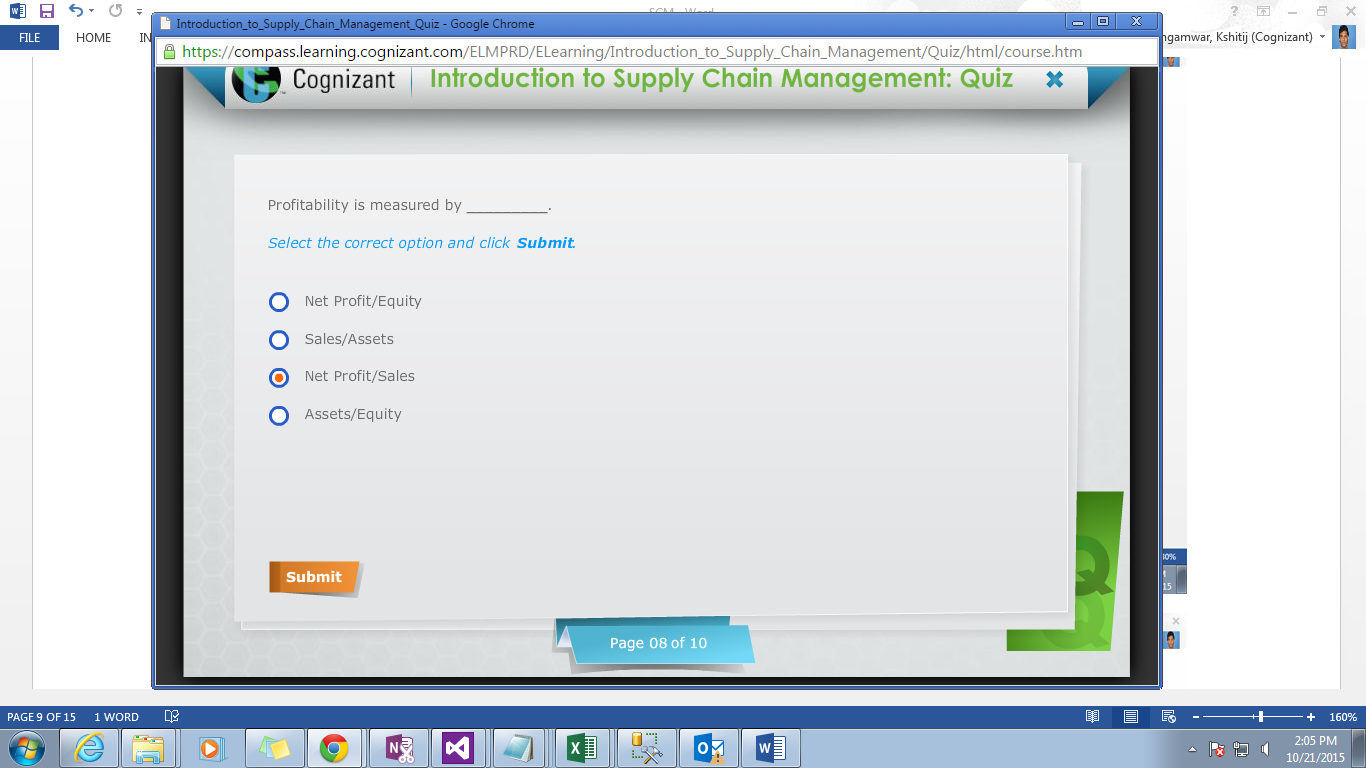 Introduction_to_Supply_Chain_Management_Quiz - Google Chrome
FILE HOME IN
ngamwar, Kshitij (Cognizant)
https://compass.learning.cognizant.com/ELMPRD/ELearning/Introduction_to_Supply_Chain_Management/Quiz/html/course.htm
Cognizant Introduction to Supply Chain Management: Quiz
Profitability is measured by _________.
Select the correct option and click Submit.
Net Profit/Equity
Sales/Assets
Net Profit/Sales
Assets/Equity
Submit
Page 08 of 10
PAGE 9 OF 15 1 WORD 160%
2:05 PM
10/21/2015